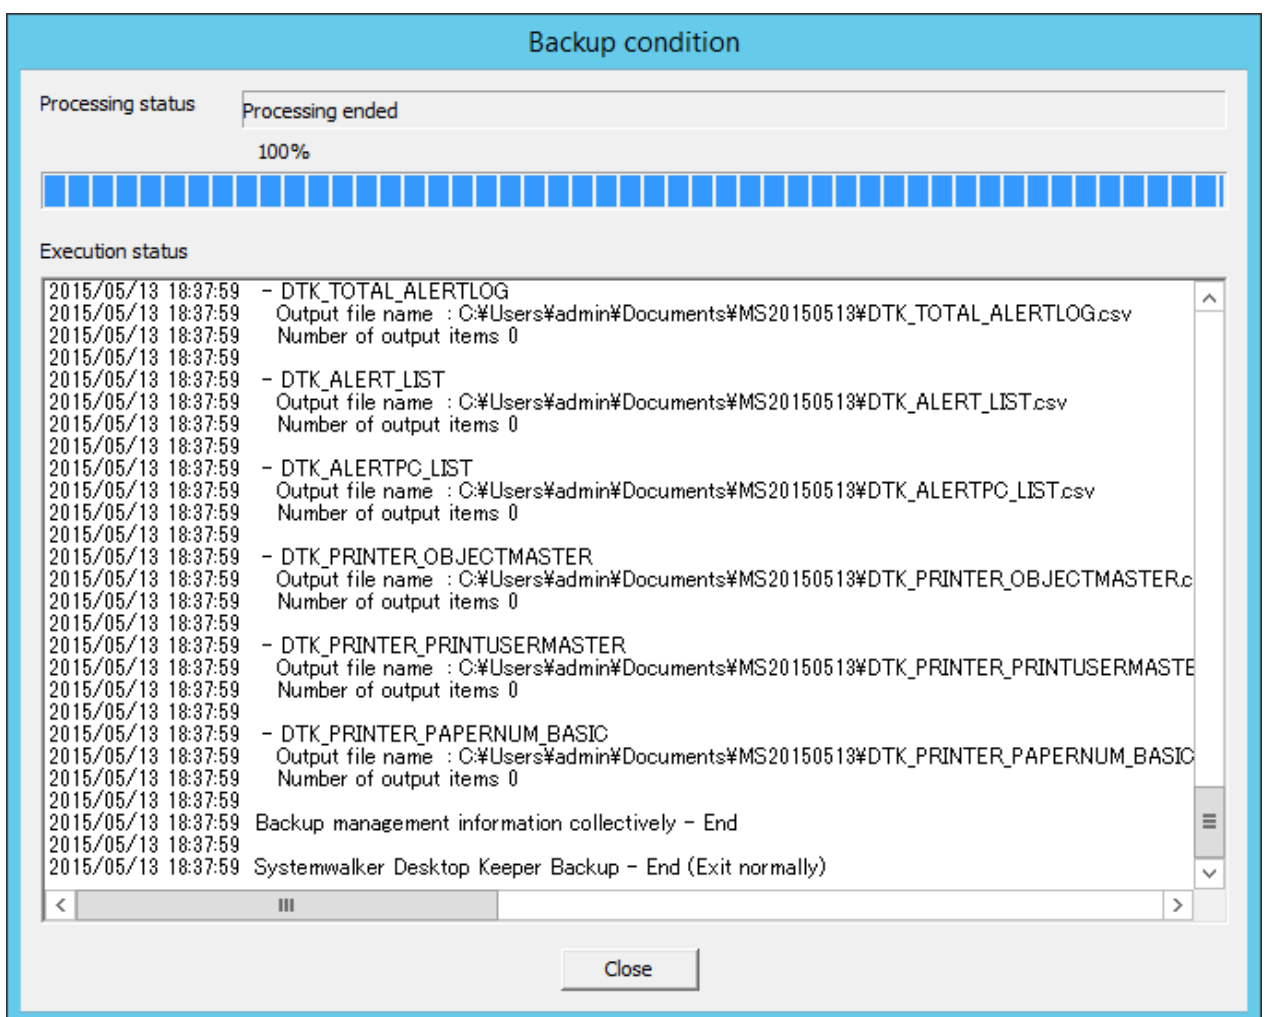 Backup condition
Processing status
Processing ended
100%
Execution status
2015/05/13 18:37:59 - DTK_TOTAL_ALERTLOG
2015/05/13 18:37:59 Output file name : C:¥Users¥admin¥Documents¥MS20150513¥DTK_TOTAL_ALERTLOG.csv
2015/05/13 18:37:59 Number of output items 0
2015/05/13 18:37:59
2015/05/13 18:37:59 - DTK_ALERT_LIST
2015/05/13 18:37:59 Output file name : C:¥Users¥admin¥Documents¥MS20150513¥DTK_ALERT_LIST.csv
2015/05/13 18:37:59 Number of output items 0
2015/05/13 18:37:59
2015/05/13 18:37:59 - DTK_ALERTPC_LIST
2015/05/13 18:37:59 Output file name : C:¥Users¥admin¥Documents¥MS20150513¥DTK_ALERTPC_LIST.csv
2015/05/13 18:37:59 Number of output items 0
2015/05/13 18:37:59
2015/05/13 18:37:59 - DTK_PRINTER_OBJECTMASTER
2015/05/13 18:37:59 Output file name : C:¥Users¥admin¥Documents¥MS20150513¥DTK_PRINTER_OBJECTMASTER.c
2015/05/13 18:37:59 Number of output items 0
2015/05/13 18:37:59
2015/05/13 18:37:59 - DTK_PRINTER_PRINTUSERMASTER
2015/05/13 18:37:59 Output file name : C:¥Users¥admin¥Documents¥MS20150513¥DTK_PRINTER_PRINTUSERMASTE
2015/05/13 18:37:59 Number of output items 0
2015/05/13 18:37:59
2015/05/13 18:37:59 - DTK_PRINTER_PAPERNUM_BASIC
2015/05/13 18:37:59 Output file name : C:¥Users¥admin¥Documents¥MS20150513¥DTK_PRINTER_PAPERNUM_BASIC
2015/05/13 18:37:59 Number of output items 0
2015/05/13 18:37:59
2015/05/13 18:37:59 Backup management information collectively - End
2015/05/13 18:37:59
2015/05/13 18:37:59 Systemwalker Desktop Keeper Backup - End (Exit normally)
Close